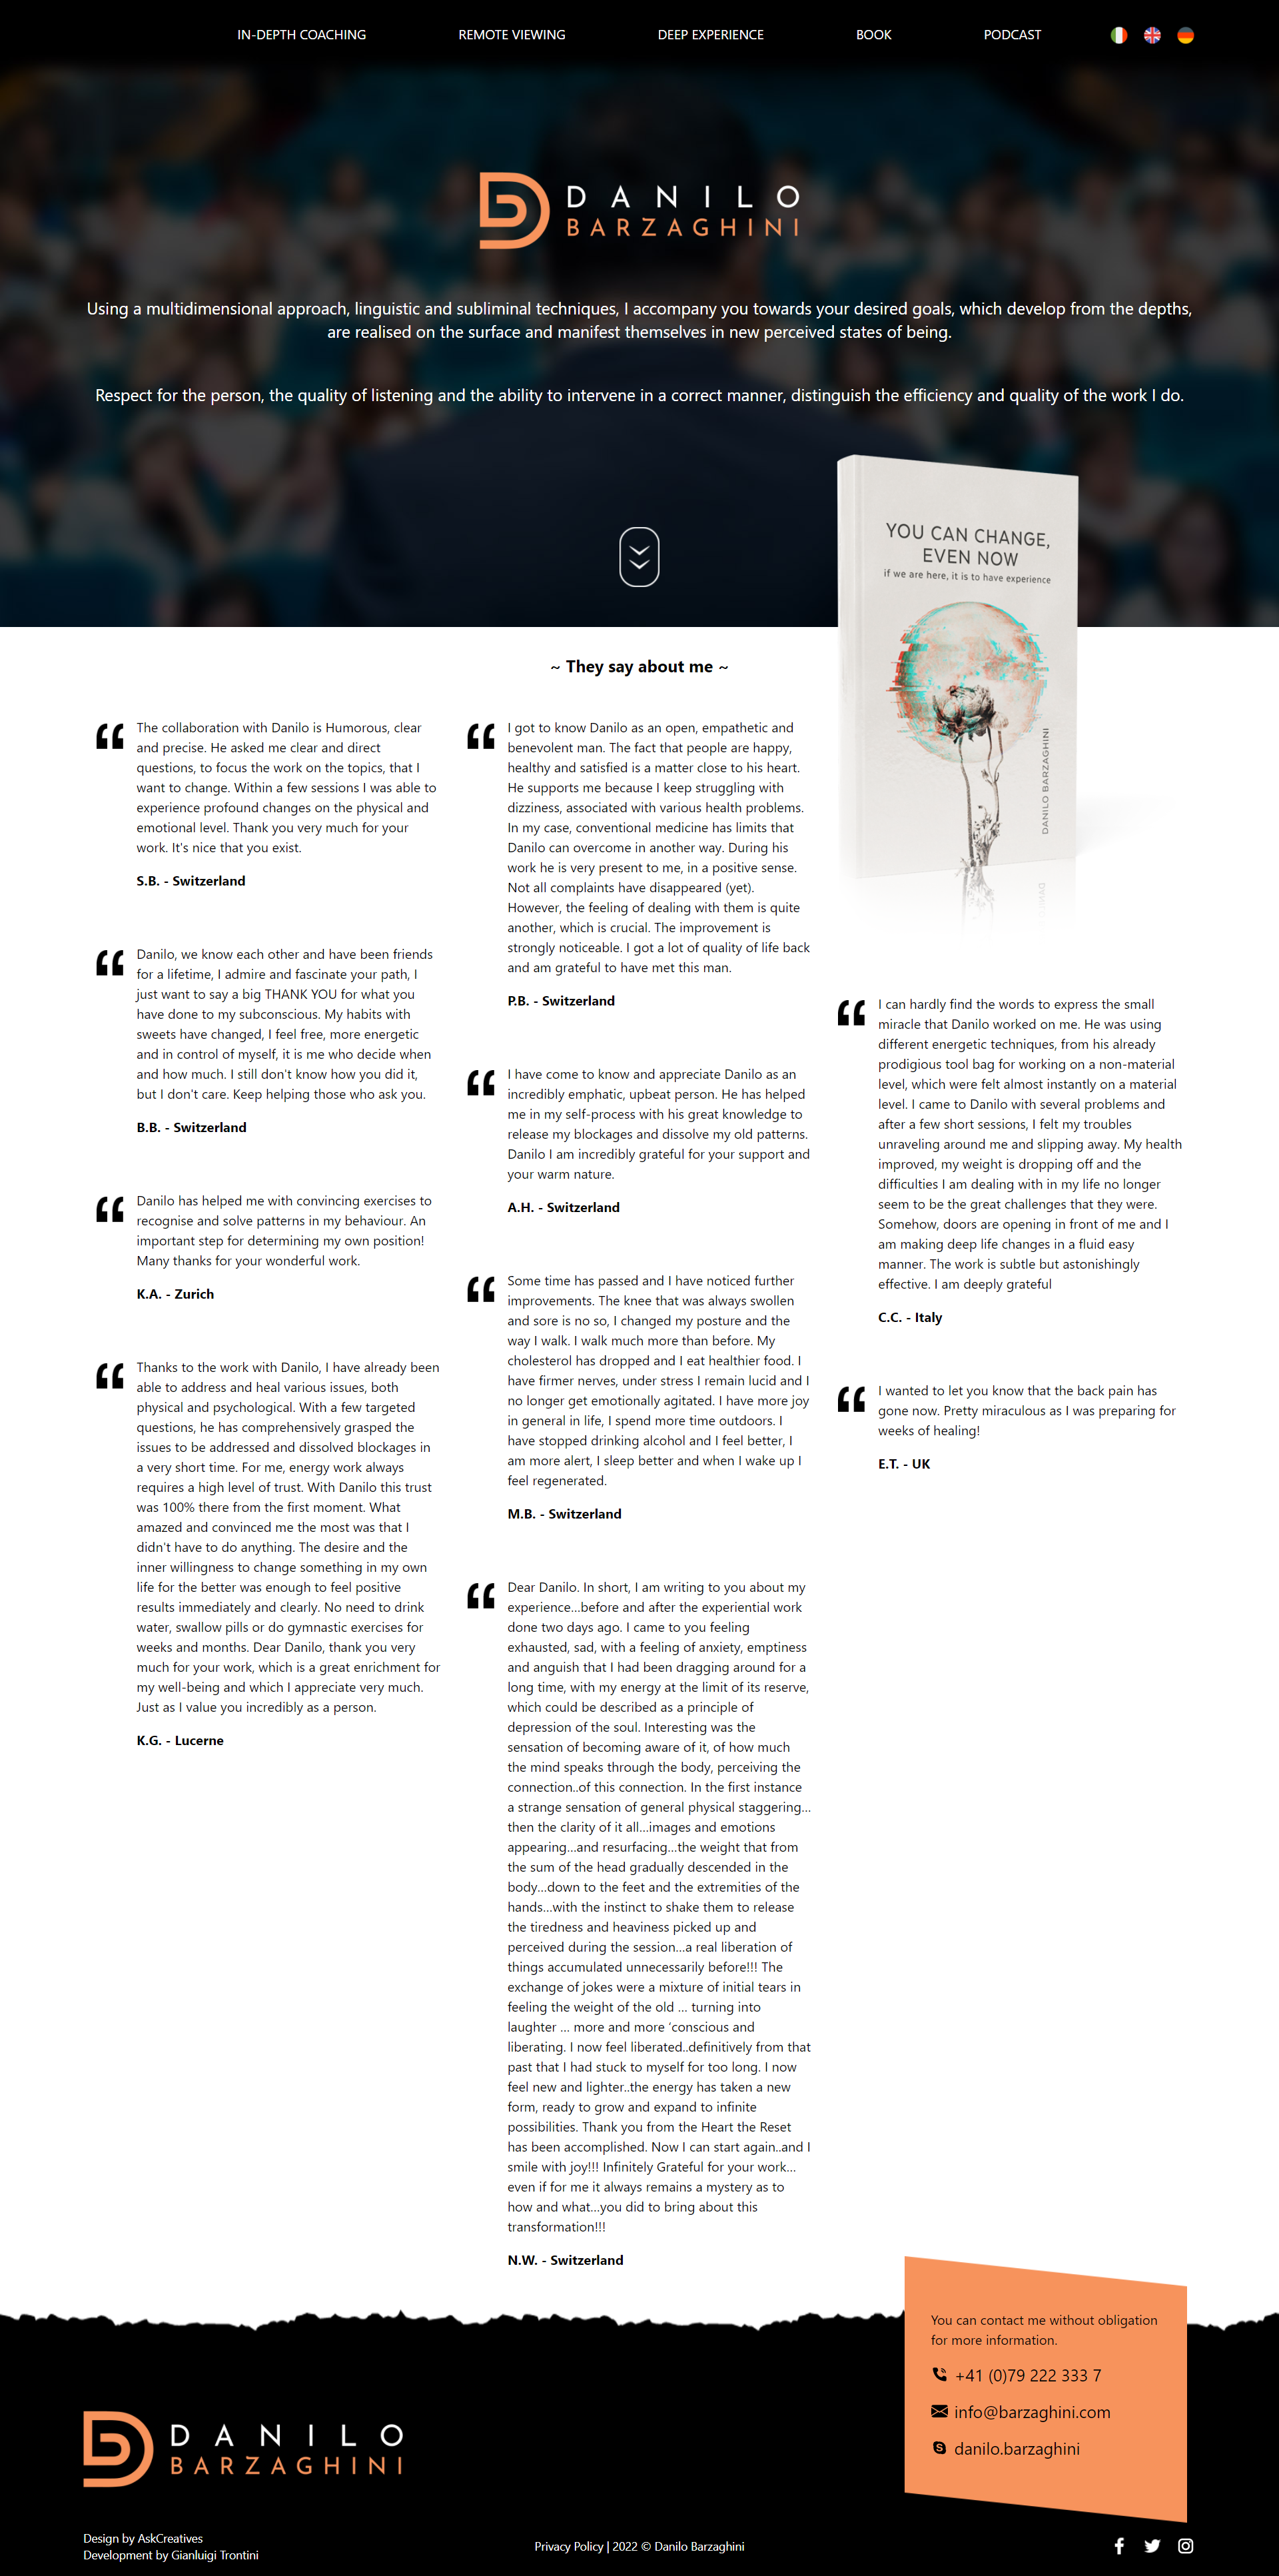 IN-DEPTH COACHING
REMOTE VIEWING
DEEP EXPERIENCE
BOOK
PODCAST
DANILO
BARZAGHINI
Using a multidimensional approach, linguistic and subliminal techniques, I accompany you towards your desired goals, which develop from the depths,
are realised on the surface and manifest themselves in new perceived states of being.
Respect for the person, the quality of listening and the ability to intervene in a correct manner, distinguish the efficiency and quality of the work I do.
YOU CAN CHANGE,
EVEN NOW
if we are here, it is to have experience
DANILO BARZAGHINI
~ They say about me ~
The collaboration with Danilo is Humorous, clear
and precise. He asked me clear and direct
questions, to focus the work on the topics, that I
want to change. Within a few sessions I was able to
experience profound changes on the physical and
emotional level. Thank you very much for your
work. It's nice that you exist.
S.B. - Switzerland
Danilo, we know each other and have been friends
for a lifetime, I admire and fascinate your path, I
just want to say a big THANK YOU for what you
have done to my subconscious. My habits with
sweets have changed, I feel free, more energetic
and in control of myself, it is me who decide when
and how much. I still don't know how you did it,
but I don't care. Keep helping those who ask you.
B.B. - Switzerland
Danilo has helped me with convincing exercises to
recognise and solve patterns in my behaviour. An
important step for determining my own position!
Many thanks for your wonderful work.
K.A. - Zurich
Thanks to the work with Danilo, I have already been
able to address and heal various issues, both
physical and psychological. With a few targeted
questions, he has comprehensively grasped the
issues to be addressed and dissolved blockages in
a very short time. For me, energy work always
requires a high level of trust. With Danilo this trust
was 100% there from the first moment. What
amazed and convinced me the most was that I
didn't have to do anything. The desire and the
inner willingness to change something in my own
life for the better was enough to feel positive
results immediately and clearly. No need to drink
water, swallow pills or do gymnastic exercises for
weeks and months. Dear Danilo, thank you very
much for your work, which is a great enrichment for
my well-being and which I appreciate very much.
Just as I value you incredibly as a person.
K.G. - Lucerne
I got to know Danilo as an open, empathetic and
benevolent man. The fact that people are happy,
healthy and satisfied is a matter close to his heart.
He supports me because I keep struggling with
dizziness, associated with various health problems.
In my case, conventional medicine has limits that
Danilo can overcome in another way. During his
work he is very present to me, in a positive sense.
Not all complaints have disappeared (yet).
However, the feeling of dealing with them is quite
another, which is crucial. The improvement is
strongly noticeable. I got a lot of quality of life back
and am grateful to have met this man.
P.B. - Switzerland
I have come to know and appreciate Danilo as an
incredibly emphatic, upbeat person. He has helped
me in my self-process with his great knowledge to
release my blockages and dissolve my old patterns.
Danilo I am incredibly grateful for your support and
your warm nature.
A.H. - Switzerland
Some time has passed and I have noticed further
improvements. The knee that was always swollen
and sore is no so, I changed my posture and the
way I walk. I walk much more than before. My
cholesterol has dropped and I eat healthier food. I
have firmer nerves, under stress I remain lucid and I
no longer get emotionally agitated. I have more joy
in general in life, I spend more time outdoors. I
have stopped drinking alcohol and I feel better, I
am more alert, I sleep better and when I wake up I
feel regenerated.
M.B. - Switzerland
Dear Danilo. In short, I am writing to you about my
experience...before and after the experiential work
done two days ago. I came to you feeling
exhausted, sad, with a feeling of anxiety, emptiness
and anguish that I had been dragging around for a
long time, with my energy at the limit of its reserve,
which could be described as a principle of
depression of the soul. Interesting was the
sensation of becoming aware of it, of how much
the mind speaks through the body, perceiving the
connection..of this connection. In the first instance
a strange sensation of general physical staggering...
then the clarity of it all...images and emotions
appearing...and resurfacing...the weight that from
the sum of the head gradually descended in the
body...down to the feet and the extremities of the
hands...with the instinct to shake them to release
the tiredness and heaviness picked up and
perceived during the session...a real liberation of
things accumulated unnecessarily before!!! The
exchange of jokes were a mixture of initial tears in
feeling the weight of the old ... turning into
laughter ... more and more 'conscious and
liberating. I now feel liberated..definitively from that
past that I had stuck to myself for too long. I now
feel new and lighter..the energy has taken a new
form, ready to grow and expand to infinite
possibilities. Thank you from the Heart the Reset
has been accomplished. Now I can start again..and I
smile with joy!!! Infinitely Grateful for your work...
even if for me it always remains a mystery as to
how and what...you did to bring about this
transformation!!!
N.W. - Switzerland
I can hardly find the words to express the small
miracle that Danilo worked on me. He was using
different energetic techniques, from his already
prodigious tool bag for working on a non-material
level, which were felt almost instantly on a material
level. I came to Danilo with several problems and
after a few short sessions, I felt my troubles
unraveling around me and slipping away. My health
improved, my weight is dropping off and the
difficulties I am dealing with in my life no longer
seem to be the great challenges that they were.
Somehow, doors are opening in front of me and I
am making deep life changes in a fluid easy
manner. The work is subtle but astonishingly
effective. I am deeply grateful
C.C. - Italy
I wanted to let you know that the back pain has
gone now. Pretty miraculous as I was preparing for
weeks of healing!
E.T. - UK
You can contact me without obligation
for more information.
+41 (0)79 222 333 7
info@barzaghini.com
danilo.barzaghini
DANILO
BARZAGHINI
Design by AskCreatives
Development by Gianluigi Trontini
Privacy Policy | 2022 © Danilo Barzaghini